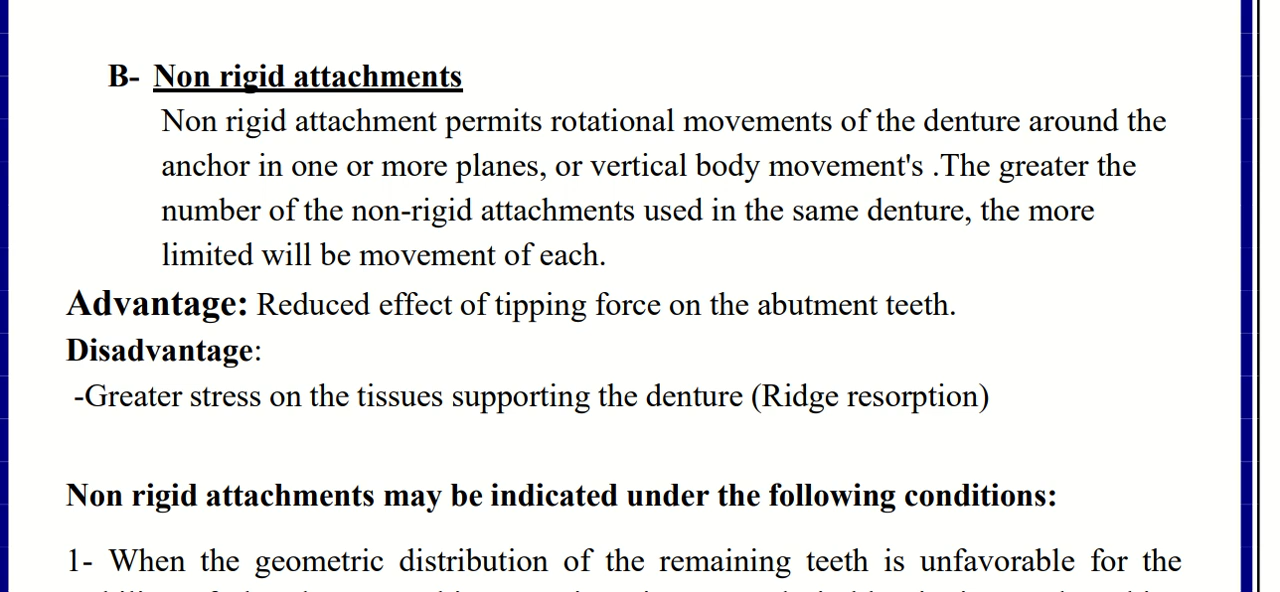 B- Non rigid attachments
Non rigid attachment permits rotational movements of the denture around the
anchor in one or more planes, or vertical body movement's .The greater the
number of the non-rigid attachments used in the same denture, the more
limited will be movement of each.
Advantage: Reduced effect of tipping force on the abutment teeth.
Disadvantage:
-Greater stress on the tissues supporting the denture (Ridge resorption)
Non rigid attachments may be indicated under the following conditions:
1- When the geometric distribution of the remaining teeth is unfavorable for the